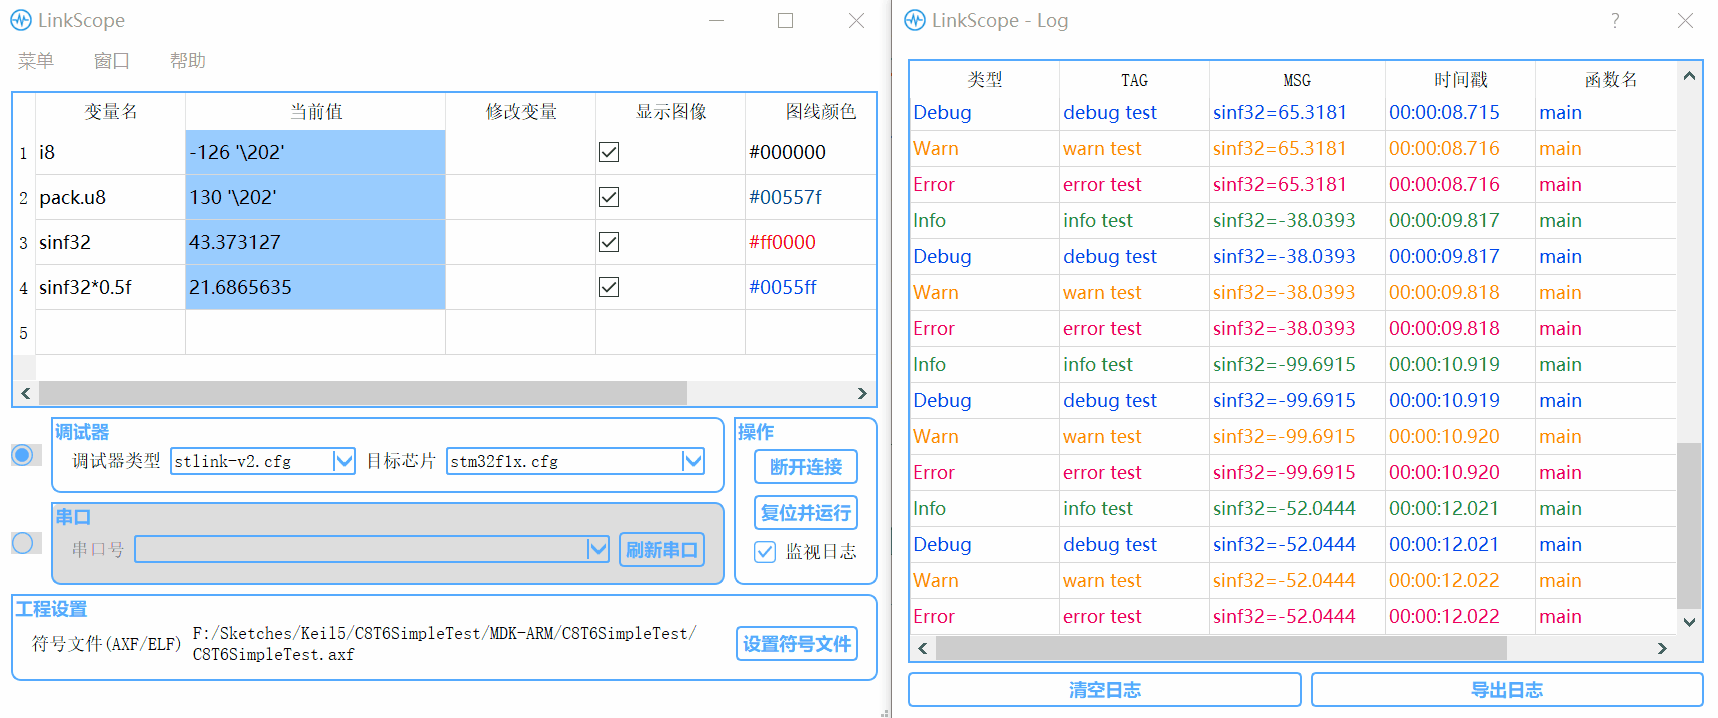 LinkScope
菜单 窗口 帮助
变量名 当前值 修改变量 显示图像 图线颜色
1 i8 -126 '\202' #000000
2 pack.u8 130 '\202' #00557f
3 sinf32 43.373127 #ff0000
4 sinf32*0.5f 21.6865635 #0055ff
5
调试器
调试器类型 stlink-v2.cfg 目标芯片 stm32f1x.cfg
串口
串口号 刷新串口
操作
断开连接
复位并运行
监视日志
工程设置
符号文件(AXF/ELF) F:/Sketches/Keil5/C8T6SimpleTest/MDK-ARM/C8T6SimpleTest/
C8T6SimpleTest.axf
设置符号文件
LinkScope - Log ?
类型 TAG MSG 时间戳 函数名
Debug debug test sinf32=65.3181 00:00:08.715 main
Warn warn test sinf32=65.3181 00:00:08.716 main
Error error test sinf32=65.3181 00:00:08.716 main
Info info test sinf32=-38.0393 00:00:09.817 main
Debug debug test sinf32=-38.0393 00:00:09.817 main
Warn warn test sinf32=-38.0393 00:00:09.818 main
Error error test sinf32=-38.0393 00:00:09.818 main
Info info test sinf32=-99.6915 00:00:10.919 main
Debug debug test sinf32=-99.6915 00:00:10.919 main
Warn warn test sinf32=-99.6915 00:00:10.920 main
Error error test sinf32=-99.6915 00:00:10.920 main
Info info test sinf32=-52.0444 00:00:12.021 main
Debug debug test sinf32=-52.0444 00:00:12.021 main
Warn warn test sinf32=-52.0444 00:00:12.022 main
Error error test sinf32=-52.0444 00:00:12.022 main
清空日志 导出日志